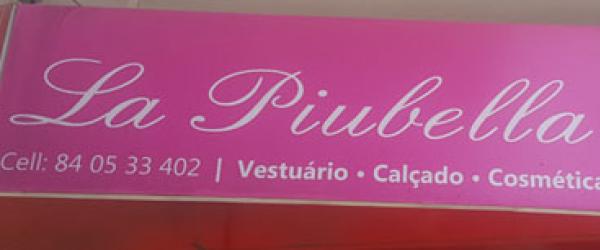 La Piubella
Cell: 84 05 33 402 | Vestuário • Calçado • Cosmética